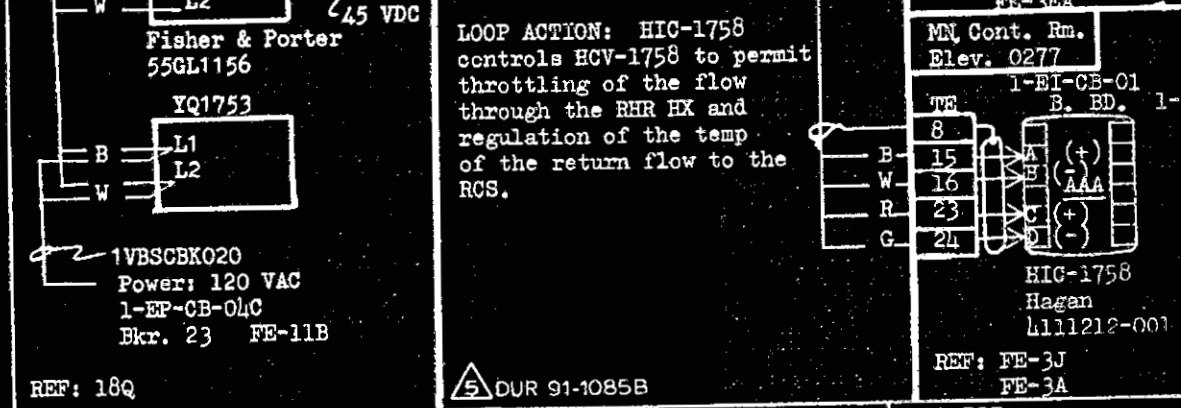 W
L2
45 VDC
Fisher & Porter
55GL1156
YQ1753
B
L1
L2
W
1VBSCBK020
Power: 120 VAC
1-EP-CB-04C
Bkr. 23 FE-11B
REF: 18Q
LOOP ACTION: HIC-1758
controls HCV-1758 to permit
throttling of the flow
through the RHR HX and
regulation of the temp
of the return flow to the
RCS.
5 DUR 91-1085B
FE-3EA
MN Cont. Rm.
Elev. 0277
1-EI-CB-01
TE B. BD. 1-
8
B 15 A (+)
W 16 B (-)
AAA
R 23 C (+)
G 24 D (-)
HIC-1758
Hagan
4111212-001
REF: FE-3J
FE-3A